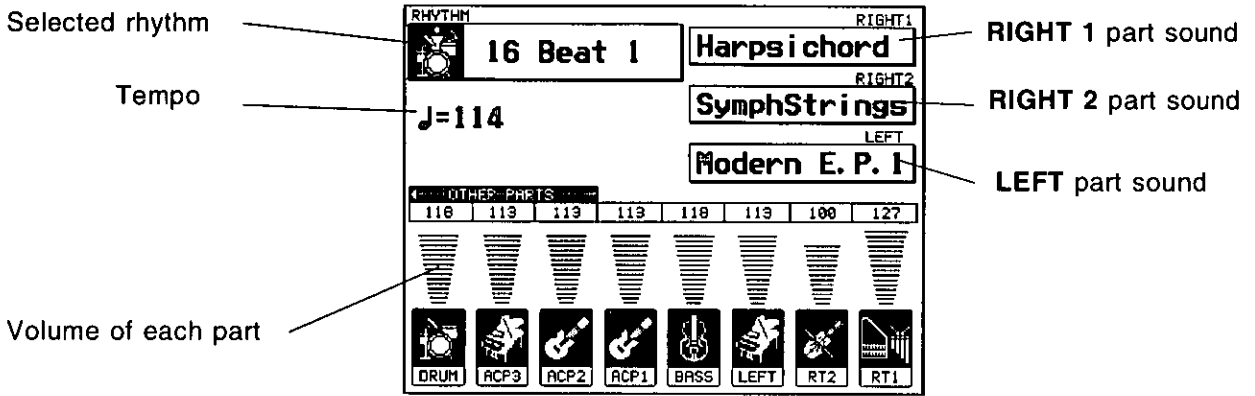 Selected rhythm
Tempo
Volume of each part
RHYTHM
16 Beat 1
♩=114
RIGHT1
Harpsichord
RIGHT2
SymphStrings
LEFT
Modern E.P.1
OTHER PARTS
118 113 113 113 118 113 100 127
DRUM ACP3 ACP2 ACP1 BASS LEFT RT2 RT1
RIGHT 1 part sound
RIGHT 2 part sound
LEFT part sound